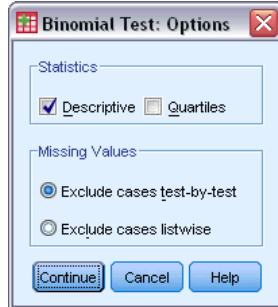 Binomial Test: Options
Statistics
Descriptive Quartiles
Missing Values
Exclude cases test-by-test
Exclude cases listwise
Continue Cancel Help